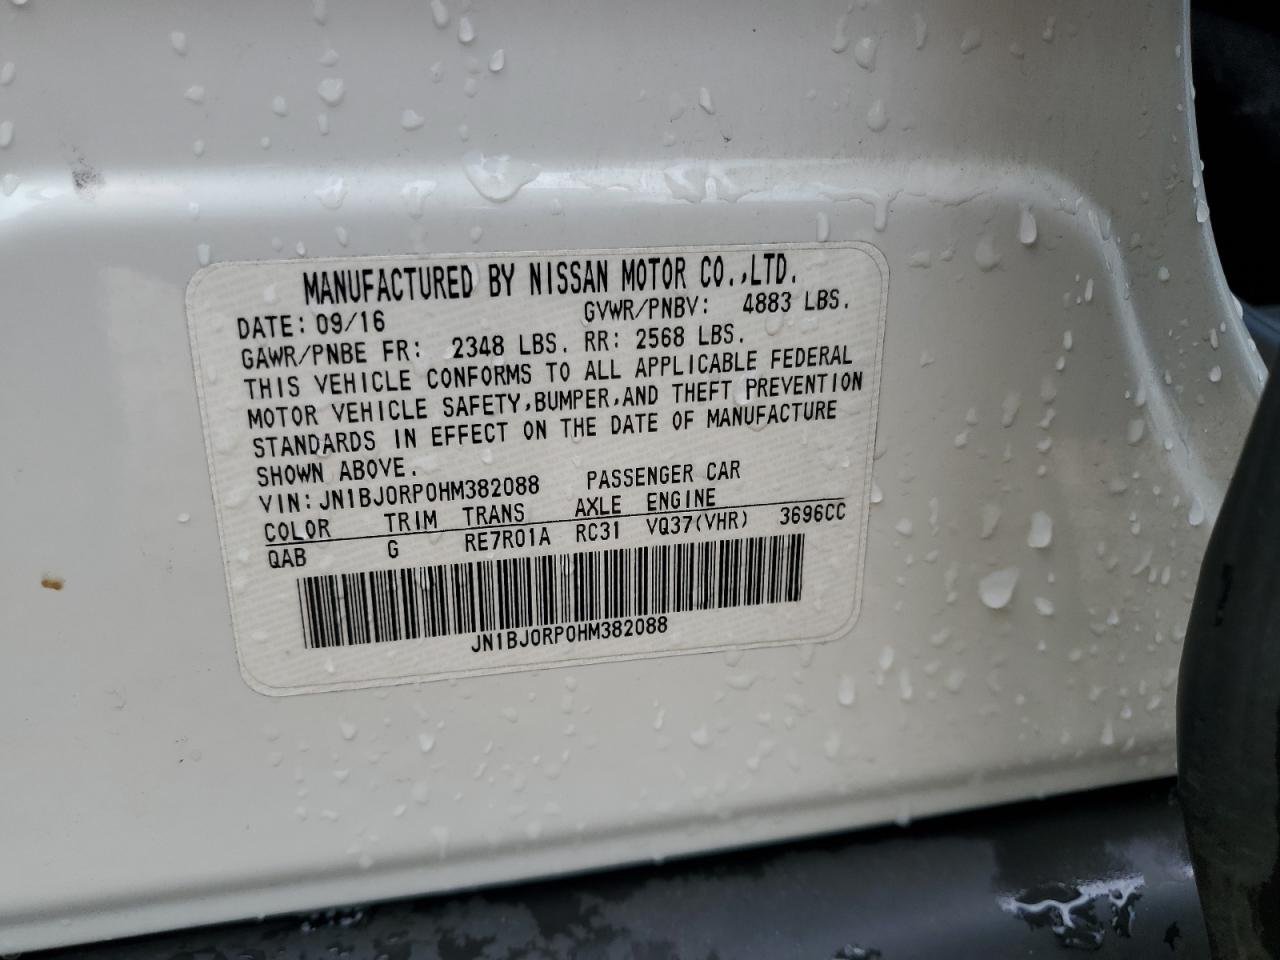 MANUFACTURED BY NISSAN MOTOR CO.,LTD.
DATE: 09/16 GVWR/PNBV: 4883 LBS.
GAWR/PNBE FR: 2348 LBS. RR: 2568 LBS.
THIS VEHICLE CONFORMS TO ALL APPLICABLE FEDERAL
MOTOR VEHICLE SAFETY,BUMPER,AND THEFT PREVENTION
STANDARDS IN EFFECT ON THE DATE OF MANUFACTURE
SHOWN ABOVE.
VIN: JN1BJ0RP0HM382088 PASSENGER CAR
COLOR TRIM TRANS AXLE ENGINE
QAB G RE7R01A RC31 VQ37(VHR) 3696CC
JN1BJ0RP0HM382088